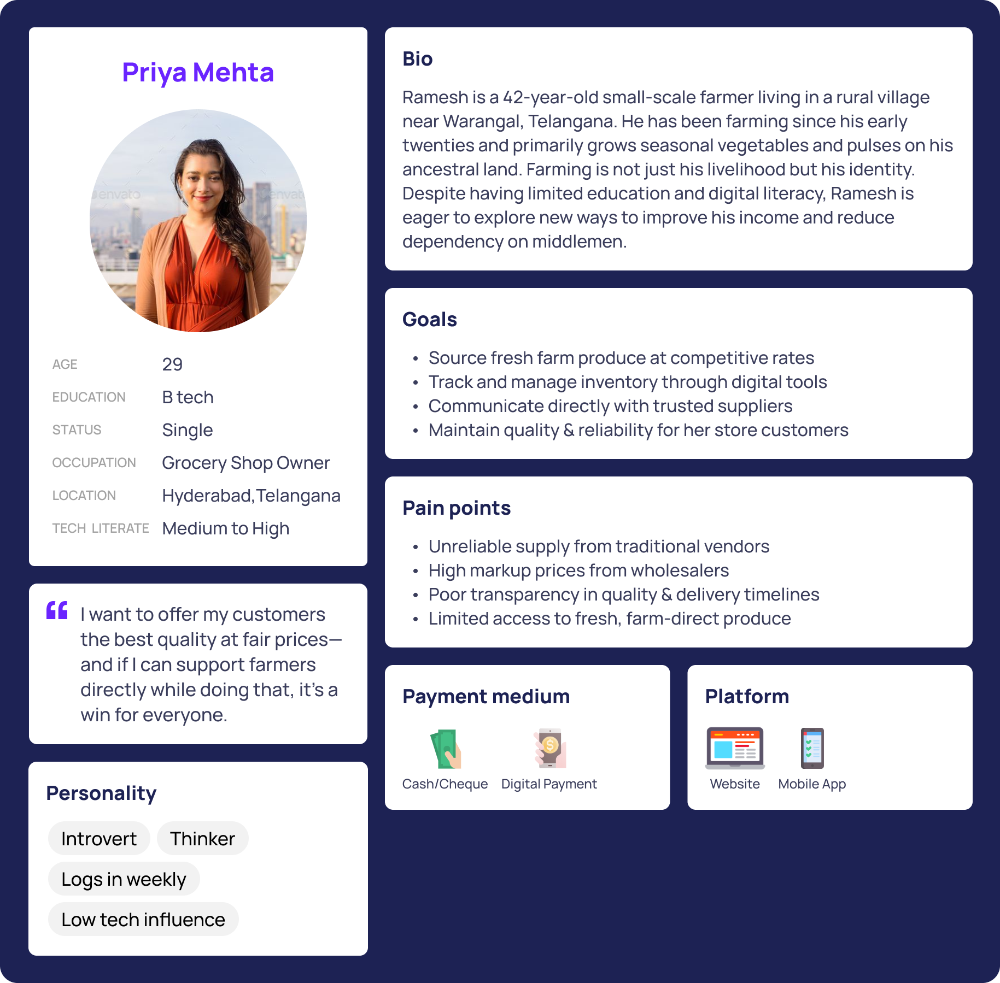 Priya Mehta
envato
envat
AGE 29
EDUCATION B tech
STATUS Single
OCCUPATION Grocery Shop Owner
LOCATION Hyderabad,Telangana
TECH LITERATE Medium to High
“ I want to offer my customers
the best quality at fair prices—
and if I can support farmers
directly while doing that, it’s a
win for everyone.
Personality
Introvert Thinker
Logs in weekly
Low tech influence
Bio
Ramesh is a 42-year-old small-scale farmer living in a rural village
near Warangal, Telangana. He has been farming since his early
twenties and primarily grows seasonal vegetables and pulses on his
ancestral land. Farming is not just his livelihood but his identity.
Despite having limited education and digital literacy, Ramesh is
eager to explore new ways to improve his income and reduce
dependency on middlemen.
Goals
• Source fresh farm produce at competitive rates
• Track and manage inventory through digital tools
• Communicate directly with trusted suppliers
• Maintain quality & reliability for her store customers
Pain points
• Unreliable supply from traditional vendors
• High markup prices from wholesalers
• Poor transparency in quality & delivery timelines
• Limited access to fresh, farm-direct produce
Payment medium
$
Cash/Cheque Digital Payment
Platform
Website Mobile App